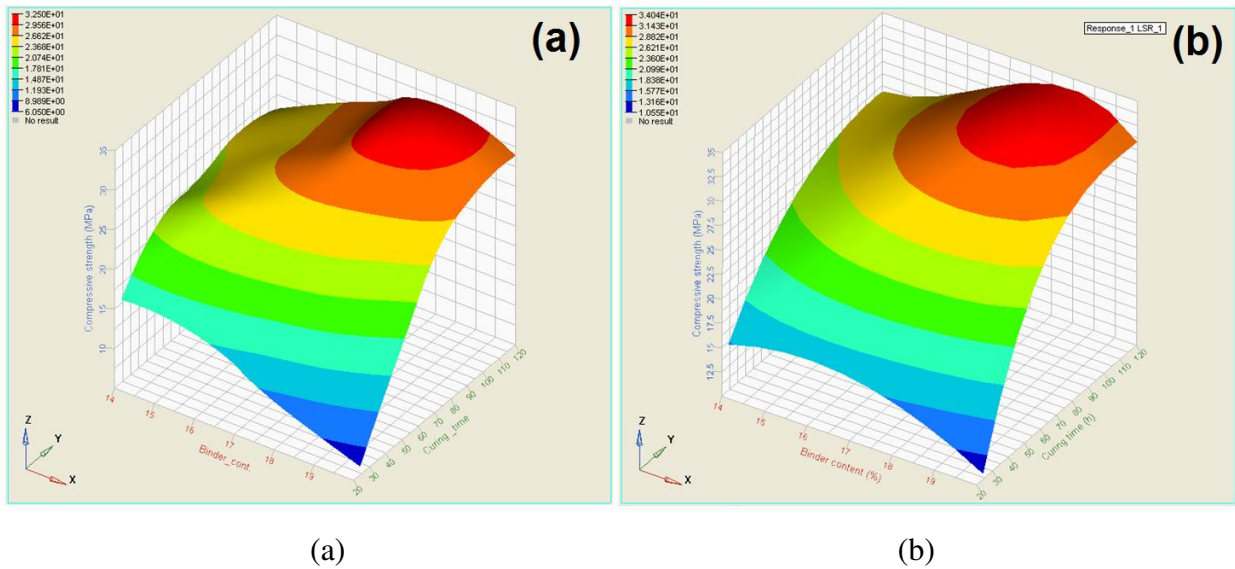 3.250E+01
2.956E+01
2.662E+01
2.368E+01
2.074E+01
1.781E+01
1.487E+01
1.193E+01
8.989E+00
6.050E+00
No result
(a)
Compressive strength (MPa)
35
30
25
20
15
10
14
15
16
17
18
19
Binder_cont.
20
30
40
50
60
70
80
90
100
110
120
Curing_time
Z
Y
X
3.404E+01
3.143E+01
2.882E+01
2.621E+01
2.360E+01
2.099E+01
1.838E+01
1.577E+01
1.316E+01
1.055E+01
No result
Response_1 LSR_1
(b)
Compressive strength (MPa)
35
32.5
30
27.5
25
22.5
20
17.5
15
12.5
14
15
16
17
18
19
Binder content (%)
20
30
40
50
60
70
80
90
100
110
120
Curing time (h)
Z
Y
X
(a)
(b)